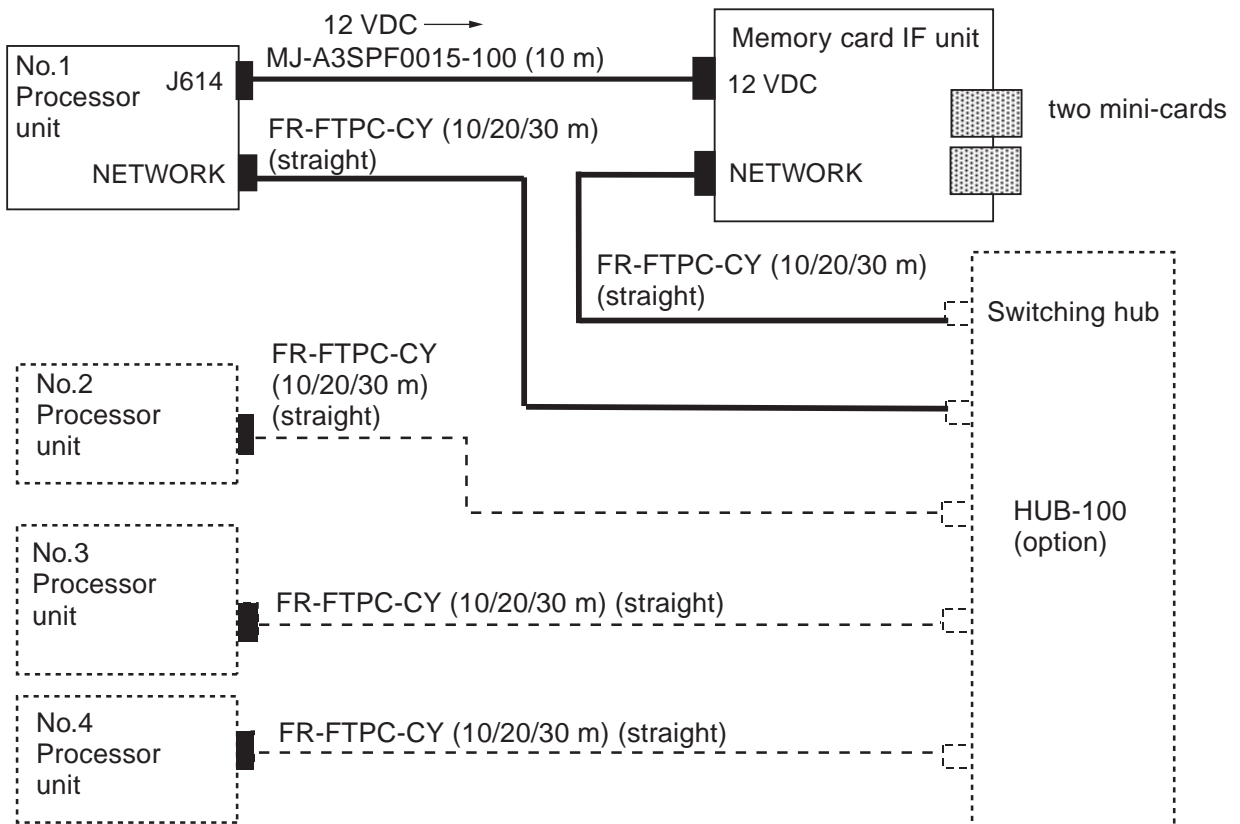 12 VDC
MJ-A3SPF0015-100 (10 m)
No.1
Processor
unit
J614
NETWORK
FR-FTPC-CY (10/20/30 m)
(straight)
Memory card IF unit
12 VDC
NETWORK
two mini-cards
FR-FTPC-CY (10/20/30 m)
(straight)
Switching hub
HUB-100
(option)
No.2
Processor
unit
FR-FTPC-CY
(10/20/30 m)
(straight)
No.3
Processor
unit
FR-FTPC-CY (10/20/30 m) (straight)
No.4
Processor
unit
FR-FTPC-CY (10/20/30 m) (straight)